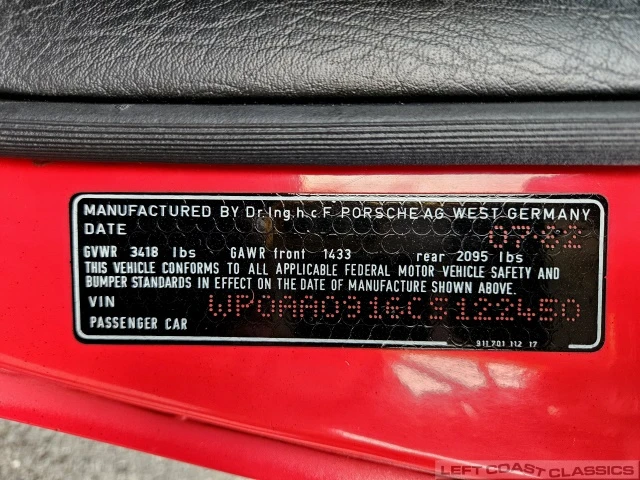 MANUFACTURED BY Dr.Ing.h.c.F. PORSCHE AG WEST GERMANY
DATE 07-82
GVWR 3418 lbs GAWR front 1433 rear 2095 lbs
THIS VEHICLE CONFORMS TO ALL APPLICABLE FEDERAL MOTOR VEHICLE SAFETY AND
BUMPER STANDARDS IN EFFECT ON THE DATE OF MANUFACTURE SHOWN ABOVE.
VIN WP0AA0916CS122450
PASSENGER CAR 911.701 112 17
LEFT COAST CLASSICS